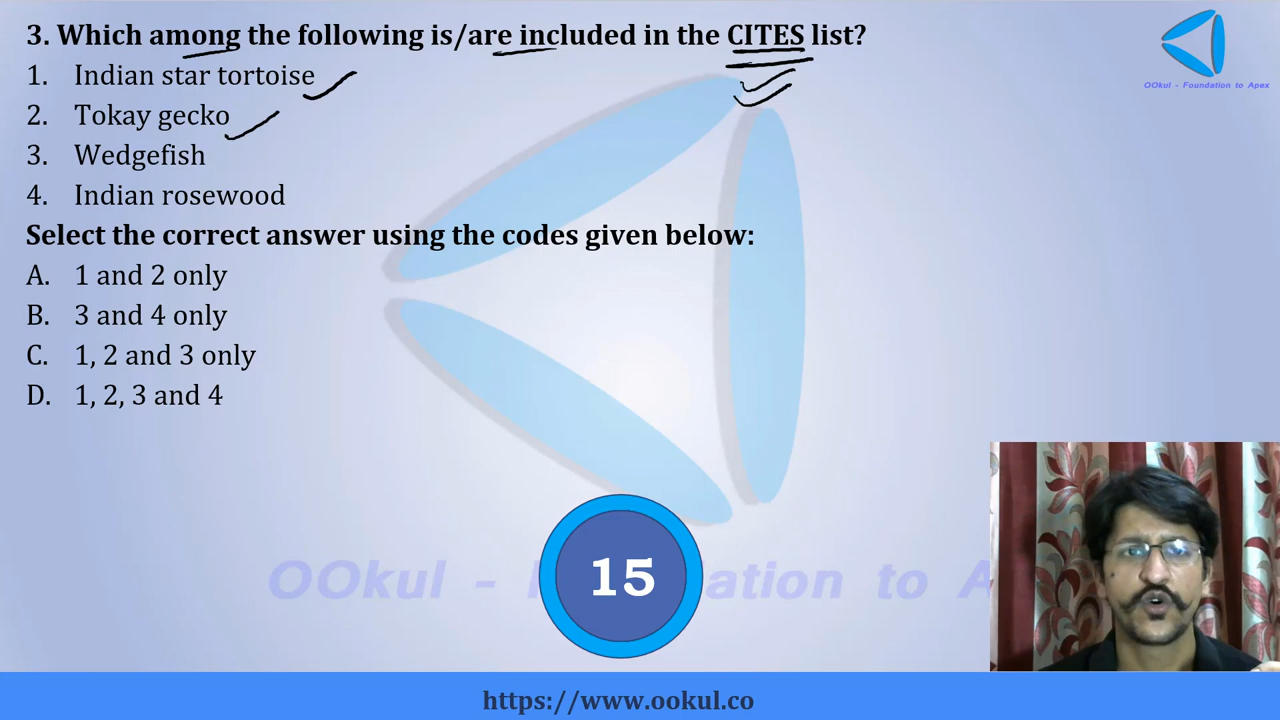 3. Which among the following is/are included in the CITES list?
OOkul - Foundation to Apex
1. Indian star tortoise
2. Tokay gecko
3. Wedgefish
4. Indian rosewood
Select the correct answer using the codes given below:
A. 1 and 2 only
B. 3 and 4 only
C. 1, 2 and 3 only
D. 1, 2, 3 and 4
15
OOkul - F dation to A
https://www.ookul.co